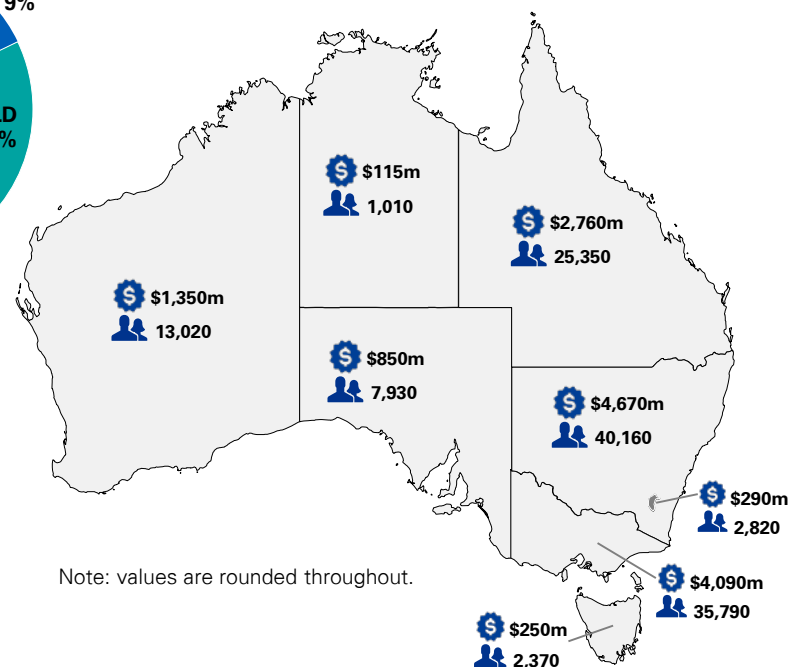 9%
%
$115m
1,010
$2,760m
25,350
$1,350m
13,020
$850m
7,930
$4,670m
40,160
$290m
2,820
$4,090m
35,790
$250m
2,370
Note: values are rounded throughout.